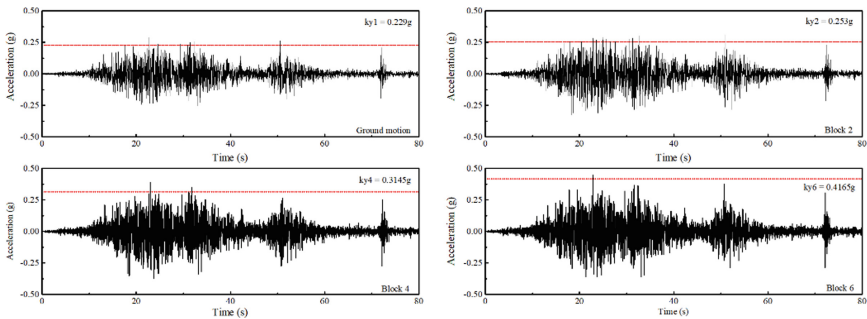 0.50
ky1 = 0.229g
0.25
0.00
-0.25
-0.50
Acceleration (g)
Ground motion
0
20
40
60
80
Time (s)
0.50
ky2 = 0.253g
0.25
0.00
-0.25
-0.50
Acceleration (g)
Block 2
0
20
40
60
80
Time (s)
0.50
ky4 = 0.3145g
0.25
0.00
-0.25
-0.50
Acceleration (g)
Block 4
0
20
40
60
80
Time (s)
0.50
0.25
ky6 = 0.4165g
0.00
-0.25
-0.50
Acceleration (g)
Block 6
0
20
40
60
80
Time (s)